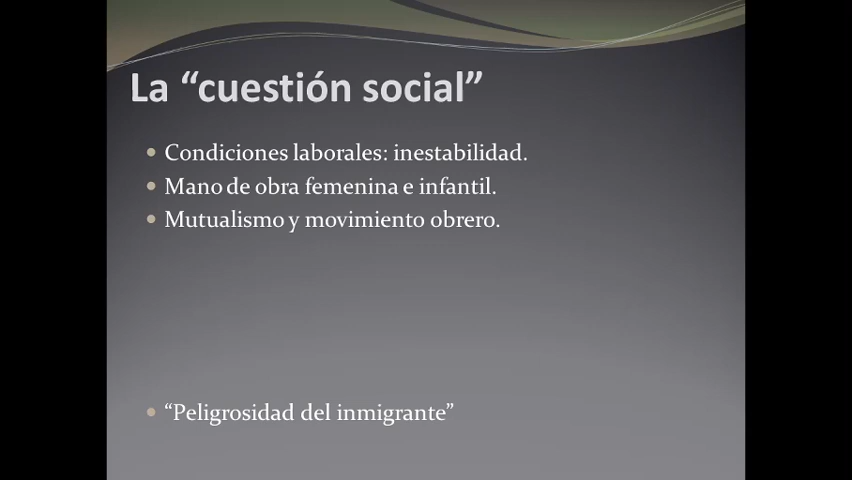 La “cuestión social”
• Condiciones laborales: inestabilidad.
• Mano de obra femenina e infantil.
• Mutualismo y movimiento obrero.
• “Peligrosidad del inmigrante”